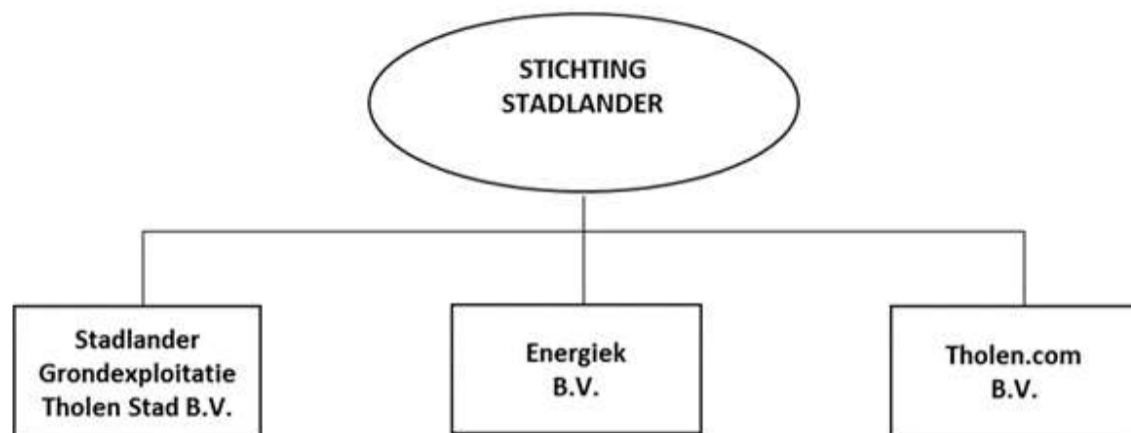 STICHTING
STADLANDER
Stadlander
Grondexploitatie
Tholen Stad B.V.
Energiek
B.V.
Tholen.com
B.V.